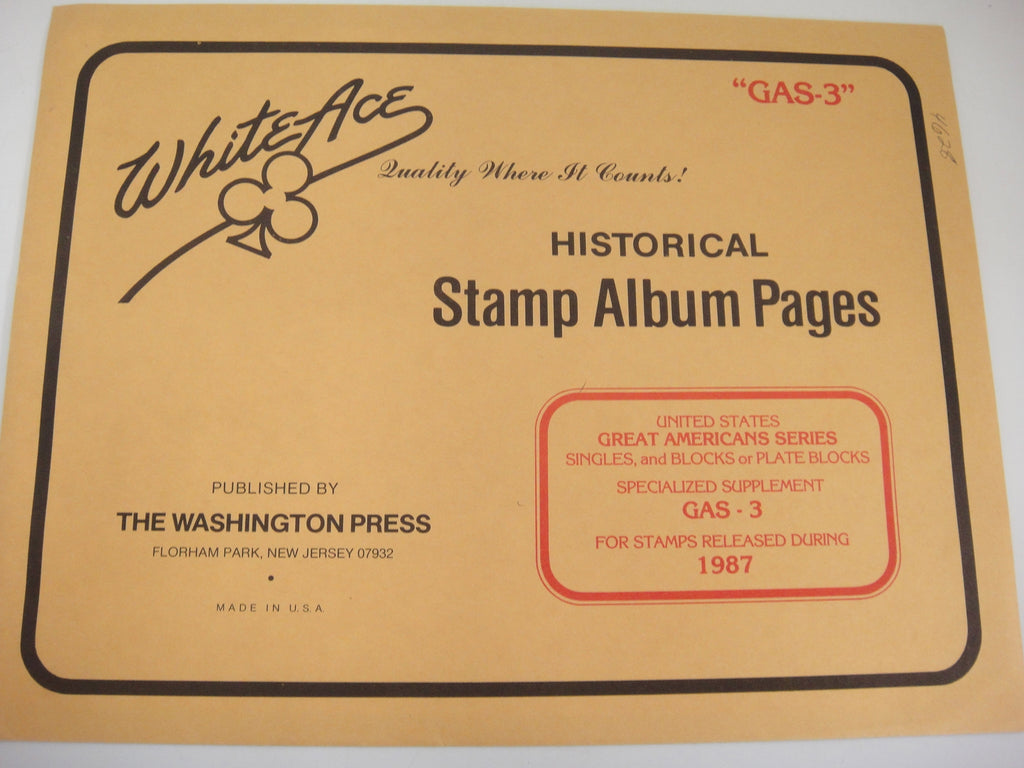 White Ace
"GAS-3"
Quality Where It Counts!
HISTORICAL
Stamp Album Pages
UNITED STATES
GREAT AMERICANS SERIES
SINGLES, and BLOCKS or PLATE BLOCKS
SPECIALIZED SUPPLEMENT
GAS - 3
FOR STAMPS RELEASED DURING
1987
PUBLISHED BY
THE WASHINGTON PRESS
FLORHAM PARK, NEW JERSEY 07932
•
MADE IN U.S.A.